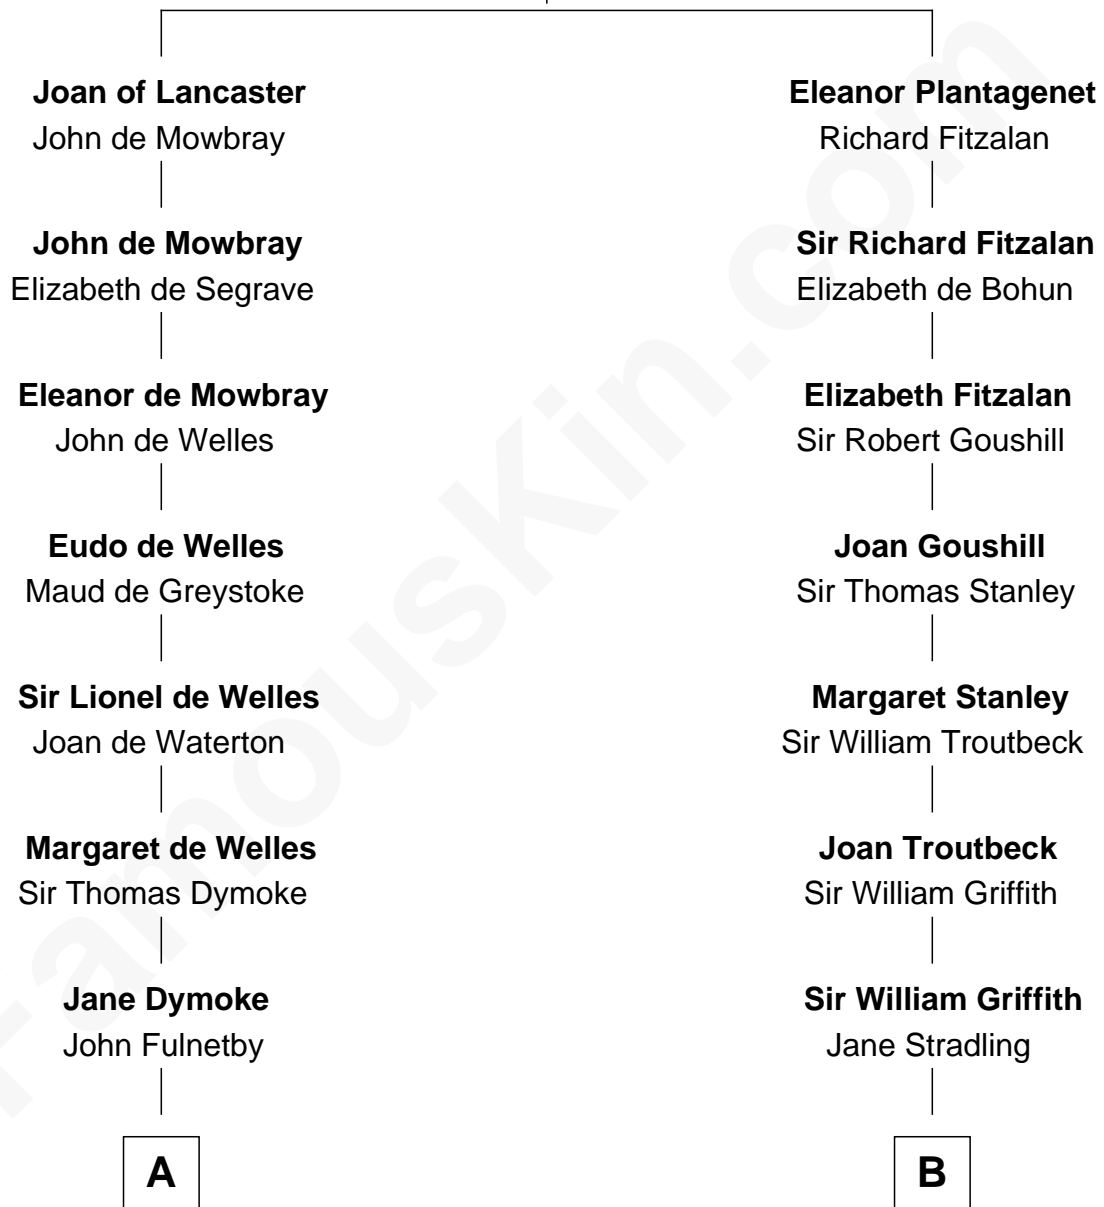 Joan of Lancaster
John de Mowbray
Eleanor Plantagenet
Richard Fitzalan
John de Mowbray
Elizabeth de Segrave
Sir Richard Fitzalan
Elizabeth de Bohun
Eleanor de Mowbray
John de Welles
Elizabeth Fitzalan
Sir Robert Goushill
Eudo de Welles
Maud de Greystoke
Joan Goushill
Sir Thomas Stanley
Sir Lionel de Welles
Joan de Waterton
Margaret Stanley
Sir William Troutbeck
Margaret de Welles
Sir Thomas Dymoke
Joan Troutbeck
Sir William Griffith
Jane Dymoke
John Fulnetby
Sir William Griffith
Jane Stradling
A
B
FamousKin.com